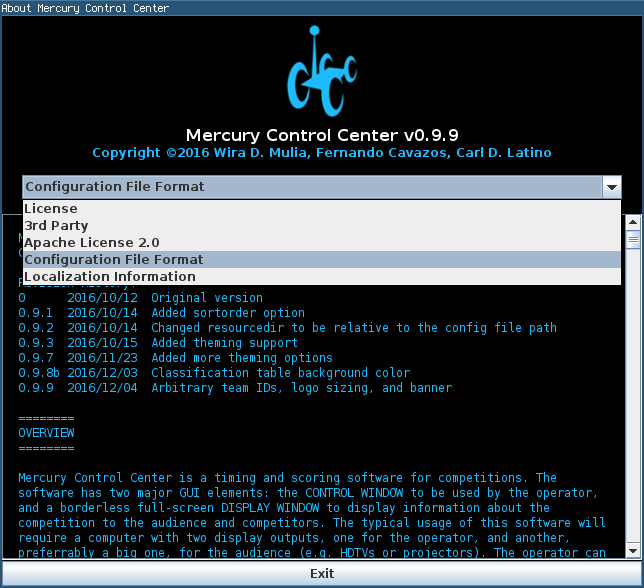 About Mercury Control Center
Mercury Control Center v0.9.9
Copyright ©2016 Wira D. Mulia, Fernando Cavazos, Carl D. Latino
Configuration File Format
License
3rd Party
Apache License 2.0
Configuration File Format
Localization Information
0 2016/10/12 Original version
0.9.1 2016/10/14 Added sortorder option
0.9.2 2016/10/14 Changed resourcedir to be relative to the config file path
0.9.3 2016/10/15 Added theming support
0.9.7 2016/11/23 Added more theming options
0.9.8b 2016/12/03 Classification table background color
0.9.9 2016/12/04 Arbitrary team IDs, logo sizing, and banner
========
OVERVIEW
========
Mercury Control Center is a timing and scoring software for competitions. The
software has two major GUI elements: the CONTROL WINDOW to be used by the operator,
and a borderless full-screen DISPLAY WINDOW to display information about the
competition to the audience and competitors. The typical usage of this software will
require a computer with two display outputs, one for the operator, and another,
preferrably a big one, for the audience (e.g. HDTVs or projectors). The operator can
Exit